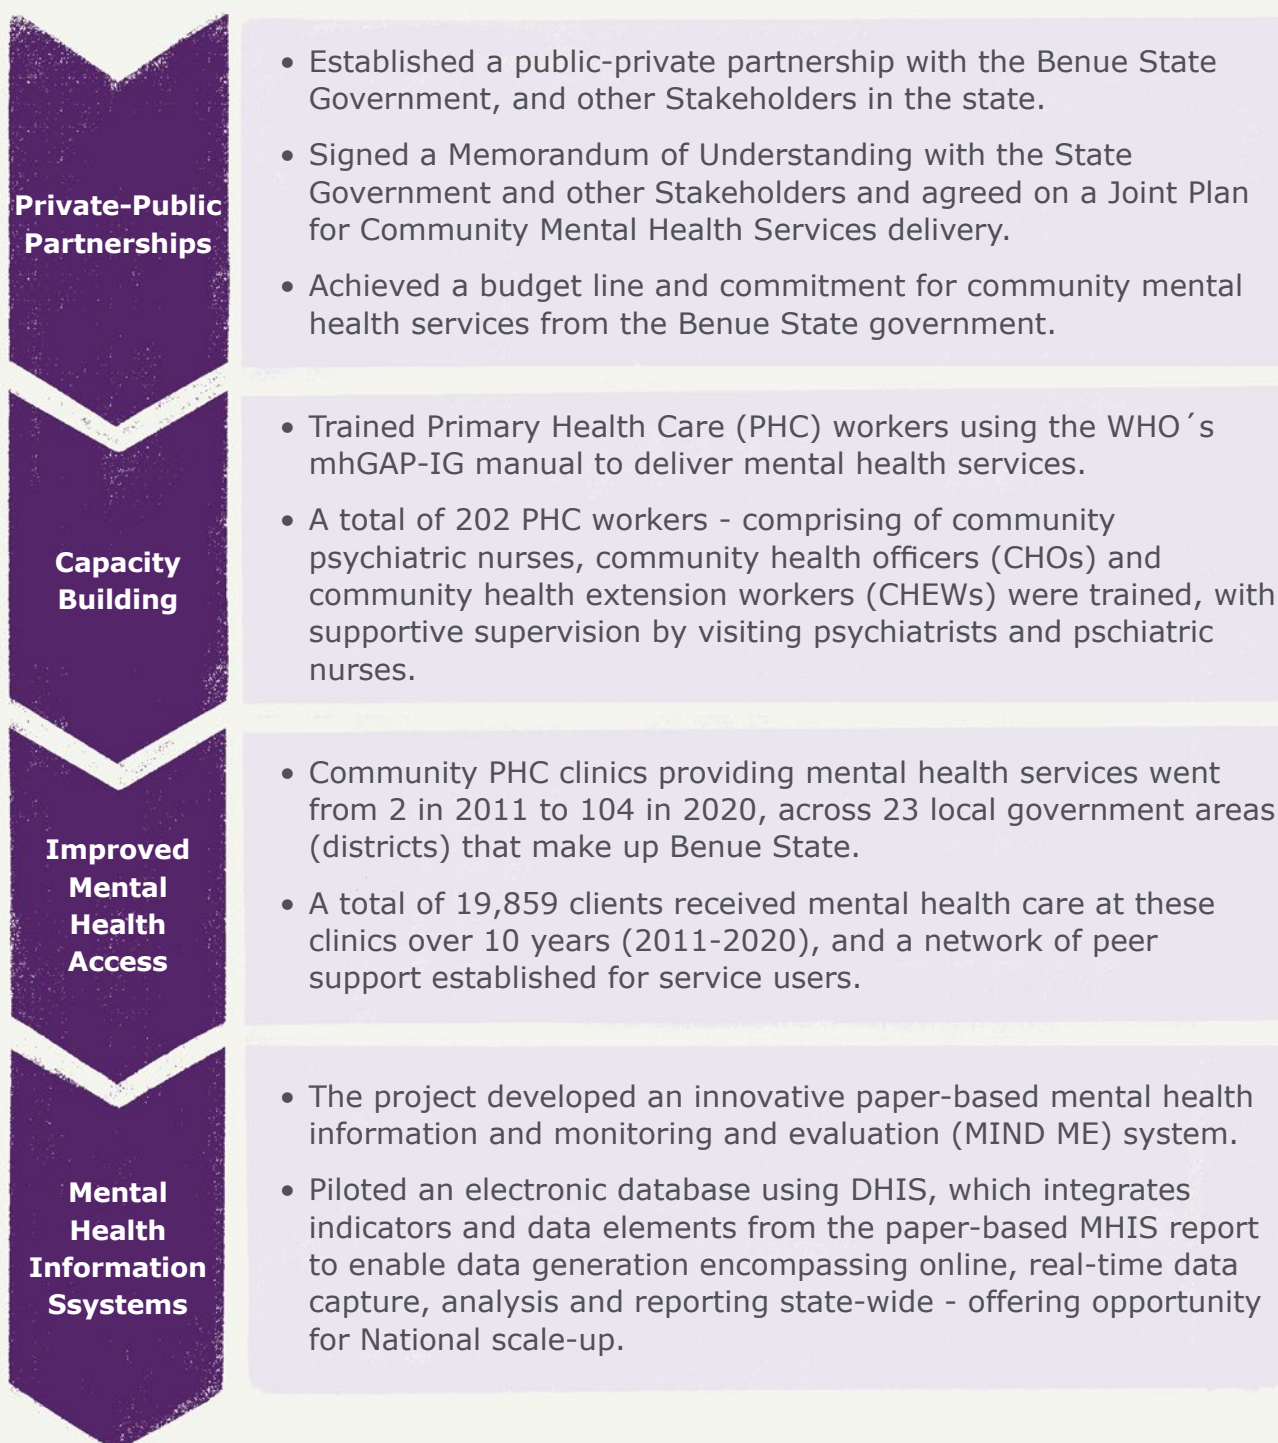 Private-Public
Partnerships
• Established a public-private partnership with the Benue State
Government, and other Stakeholders in the state.
• Signed a Memorandum of Understanding with the State
Government and other Stakeholders and agreed on a Joint Plan
for Community Mental Health Services delivery.
• Achieved a budget line and commitment for community mental
health services from the Benue State government.
Capacity
Building
• Trained Primary Health Care (PHC) workers using the WHO´s
mhGAP-IG manual to deliver mental health services.
• A total of 202 PHC workers - comprising of community
psychiatric nurses, community health officers (CHOs) and
community health extension workers (CHEWs) were trained, with
supportive supervision by visiting psychiatrists and pschiatric
nurses.
Improved
Mental
Health
Access
• Community PHC clinics providing mental health services went
from 2 in 2011 to 104 in 2020, across 23 local government areas
(districts) that make up Benue State.
• A total of 19,859 clients received mental health care at these
clinics over 10 years (2011-2020), and a network of peer
support established for service users.
Mental
Health
Information
Ssystems
• The project developed an innovative paper-based mental health
information and monitoring and evaluation (MIND ME) system.
• Piloted an electronic database using DHIS, which integrates
indicators and data elements from the paper-based MHIS report
to enable data generation encompassing online, real-time data
capture, analysis and reporting state-wide - offering opportunity
for National scale-up.